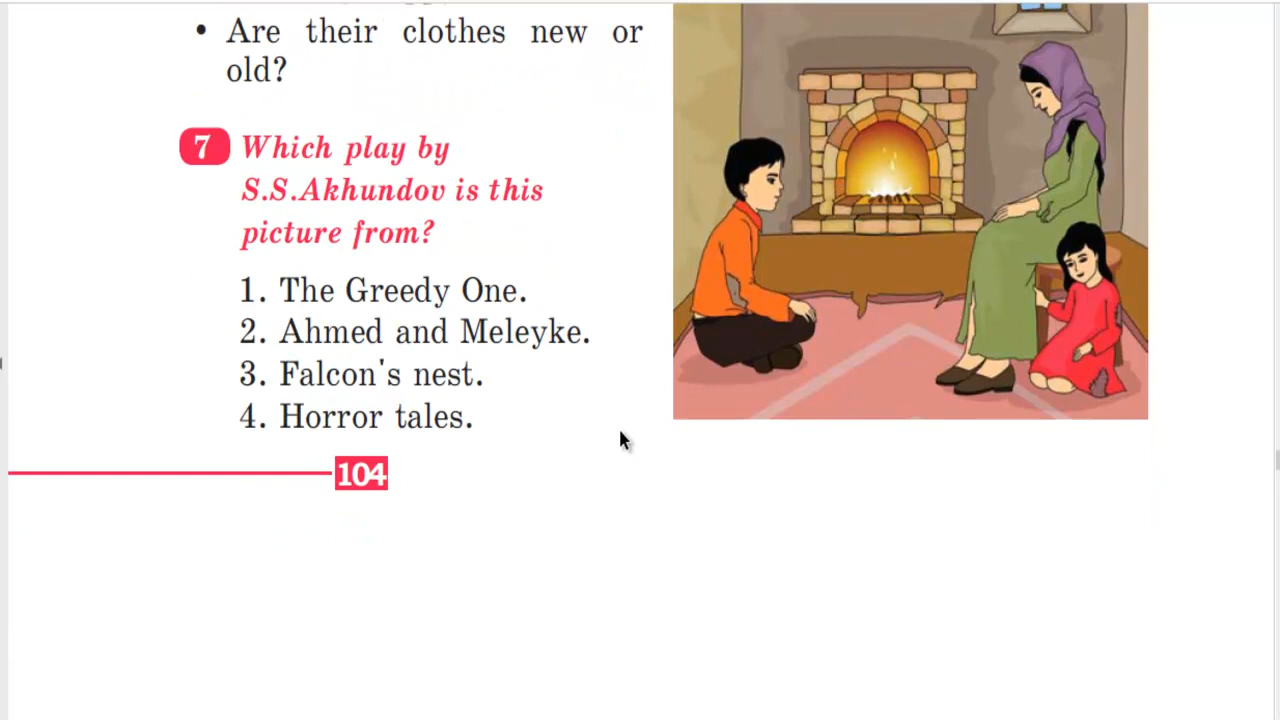 • Are their clothes new or
old?
7 Which play by
S.S.Akhundov is this
picture from?
1. The Greedy One.
2. Ahmed and Meleyke.
3. Falcon's nest.
4. Horror tales.
104